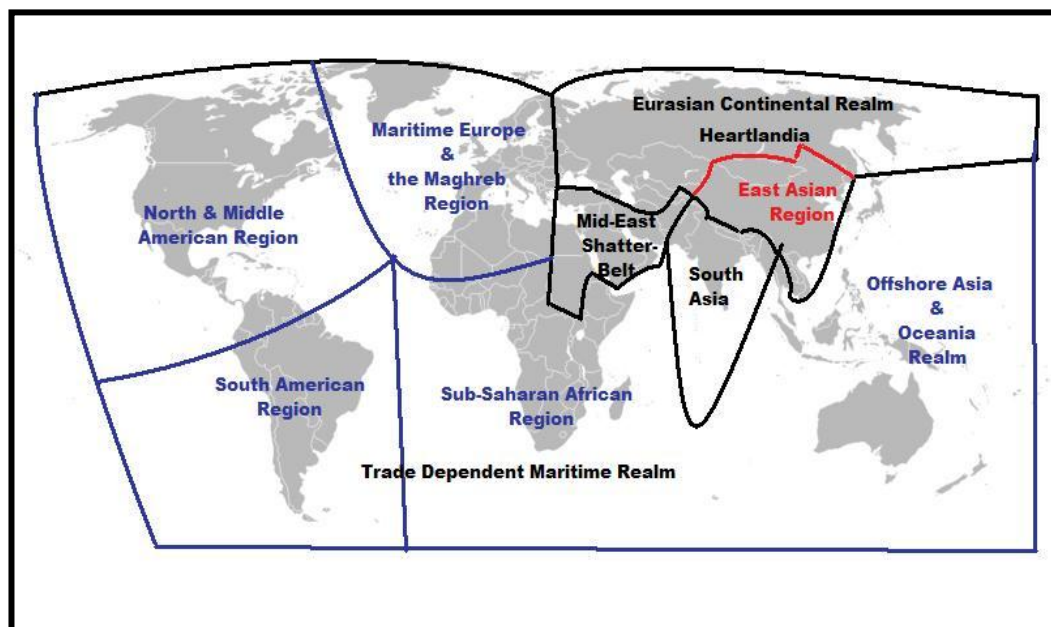 Eurasian Continental Realm
Heartlandia
Maritime Europe
&
the Maghreb
Region
East Asian
Region
North & Middle
American Region
Mid-East
Shatter-
Belt
South
Asia
Offshore Asia
&
Oceania
Realm
South American
Region
Sub-Saharan African
Region
Trade Dependent Maritime Realm